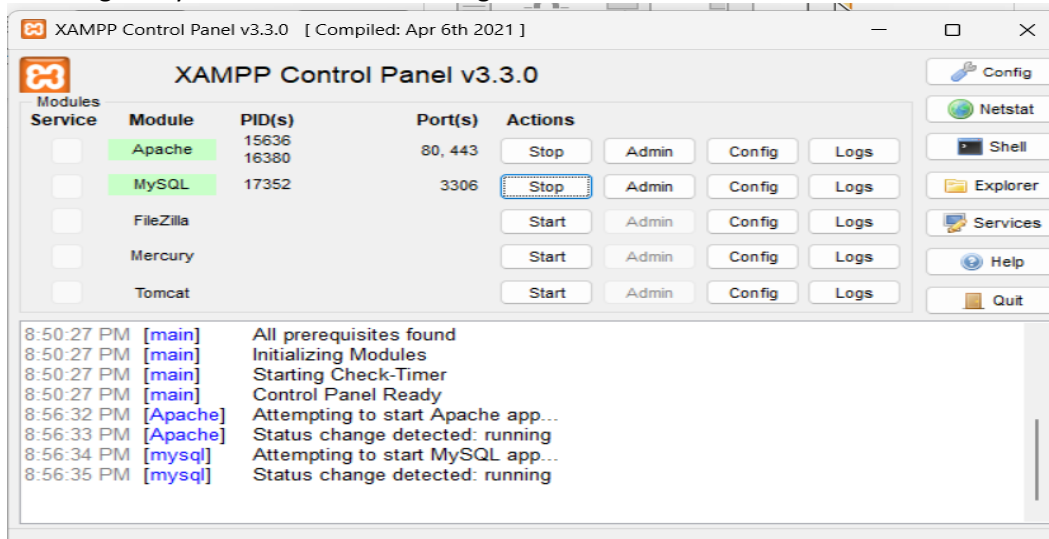 XAMPP Control Panel v3.3.0 [ Compiled: Apr 6th 2021 ]
XAMPP Control Panel v3.3.0
Config
Modules
Service Module PID(s) Port(s) Actions
Netstat
Apache 15636 16380 80, 443 Stop Admin Config Logs
Shell
MySQL 17352 3306 Stop Admin Config Logs
Explorer
FileZilla Start Admin Config Logs
Services
Mercury Start Admin Config Logs
Help
Tomcat Start Admin Config Logs
Quit
8:50:27 PM [main] All prerequisites found
8:50:27 PM [main] Initializing Modules
8:50:27 PM [main] Starting Check-Timer
8:50:27 PM [main] Control Panel Ready
8:56:32 PM [Apache] Attempting to start Apache app...
8:56:33 PM [Apache] Status change detected: running
8:56:34 PM [mysql] Attempting to start MySQL app...
8:56:35 PM [mysql] Status change detected: running